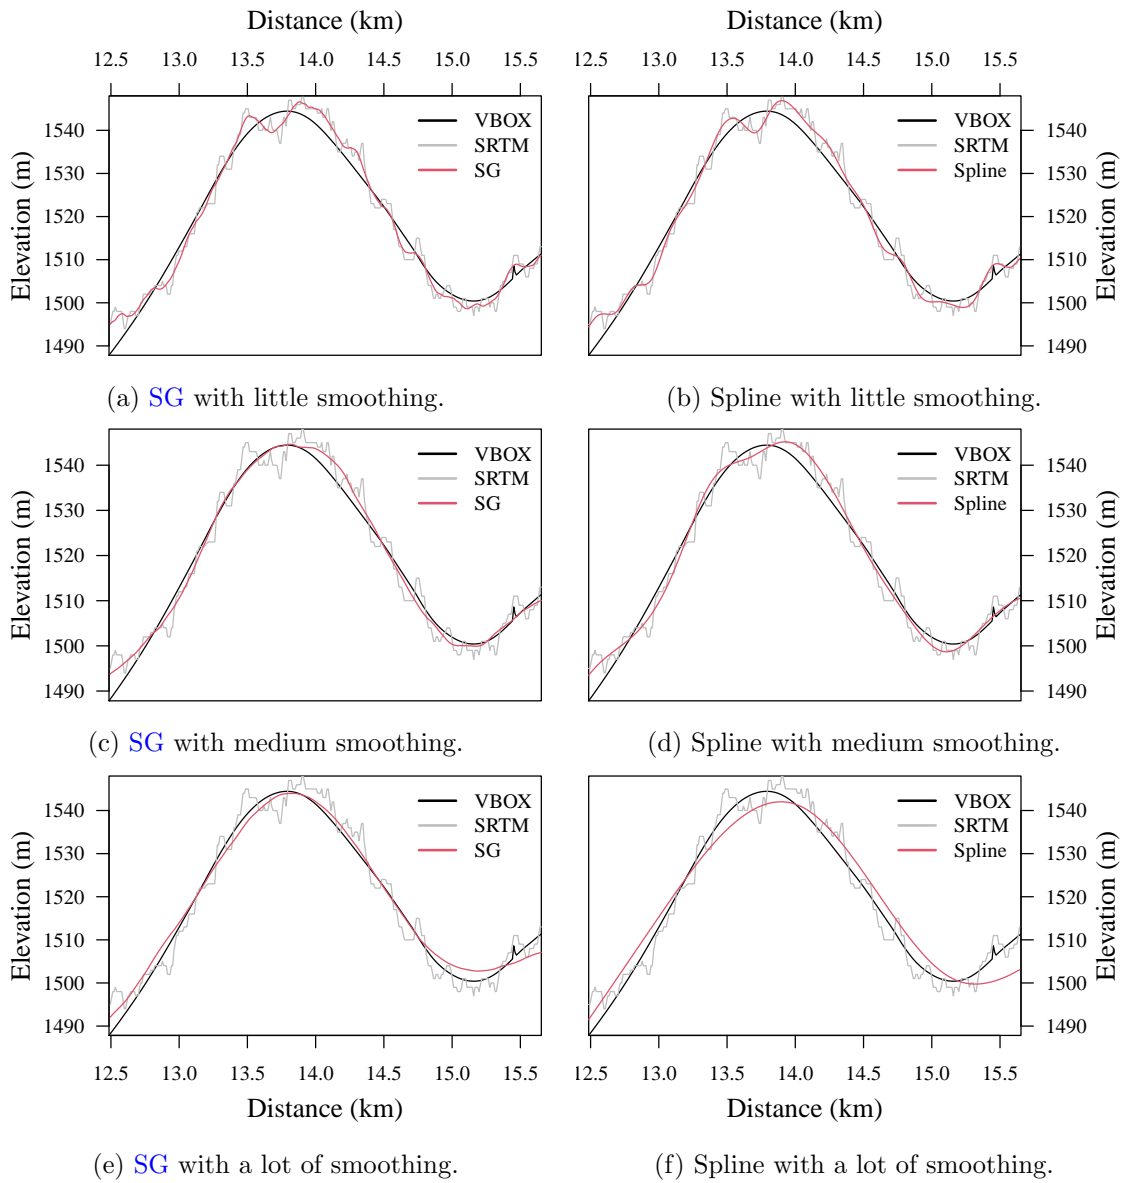 Distance (km) Distance (km)
12.5 13.0 13.5 14.0 14.5 15.0 15.5 12.5 13.0 13.5 14.0 14.5 15.0 15.5
Elevation (m)
1540
1530
1520
1510
1500
1490
VBOX
SRTM
SG
VBOX
SRTM
Spline
1540
1530
1520
1510
1500
1490
Elevation (m)
(a) SG with little smoothing. (b) Spline with little smoothing.
Elevation (m)
1540
1530
1520
1510
1500
1490
VBOX
SRTM
SG
VBOX
SRTM
Spline
1540
1530
1520
1510
1500
1490
Elevation (m)
(c) SG with medium smoothing. (d) Spline with medium smoothing.
Elevation (m)
1540
1530
1520
1510
1500
1490
VBOX
SRTM
SG
VBOX
SRTM
Spline
1540
1530
1520
1510
1500
1490
Elevation (m)
12.5 13.0 13.5 14.0 14.5 15.0 15.5 12.5 13.0 13.5 14.0 14.5 15.0 15.5
Distance (km) Distance (km)
(e) SG with a lot of smoothing. (f) Spline with a lot of smoothing.